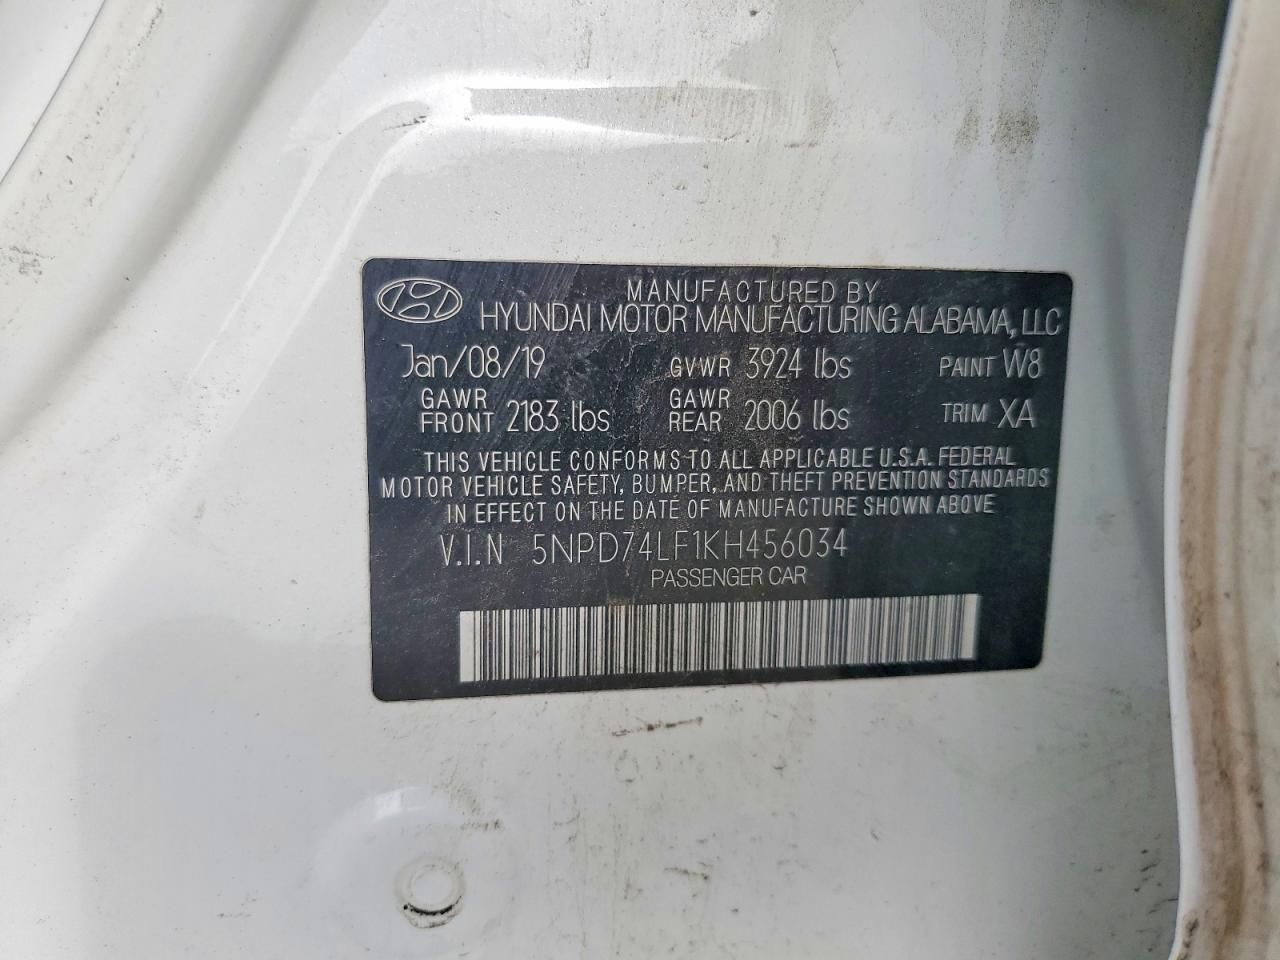 MANUFACTURED BY
HYUNDAI MOTOR MANUFACTURING ALABAMA, LLC
Jan/08/19 GVWR 3924 lbs PAINT W8
GAWR FRONT 2183 lbs GAWR REAR 2006 lbs TRIM XA
THIS VEHICLE CONFORMS TO ALL APPLICABLE U.S.A. FEDERAL
MOTOR VEHICLE SAFETY, BUMPER, AND THEFT PREVENTION STANDARDS
IN EFFECT ON THE DATE OF MANUFACTURE SHOWN ABOVE
V.I.N 5NPD74LF1KH456034
PASSENGER CAR